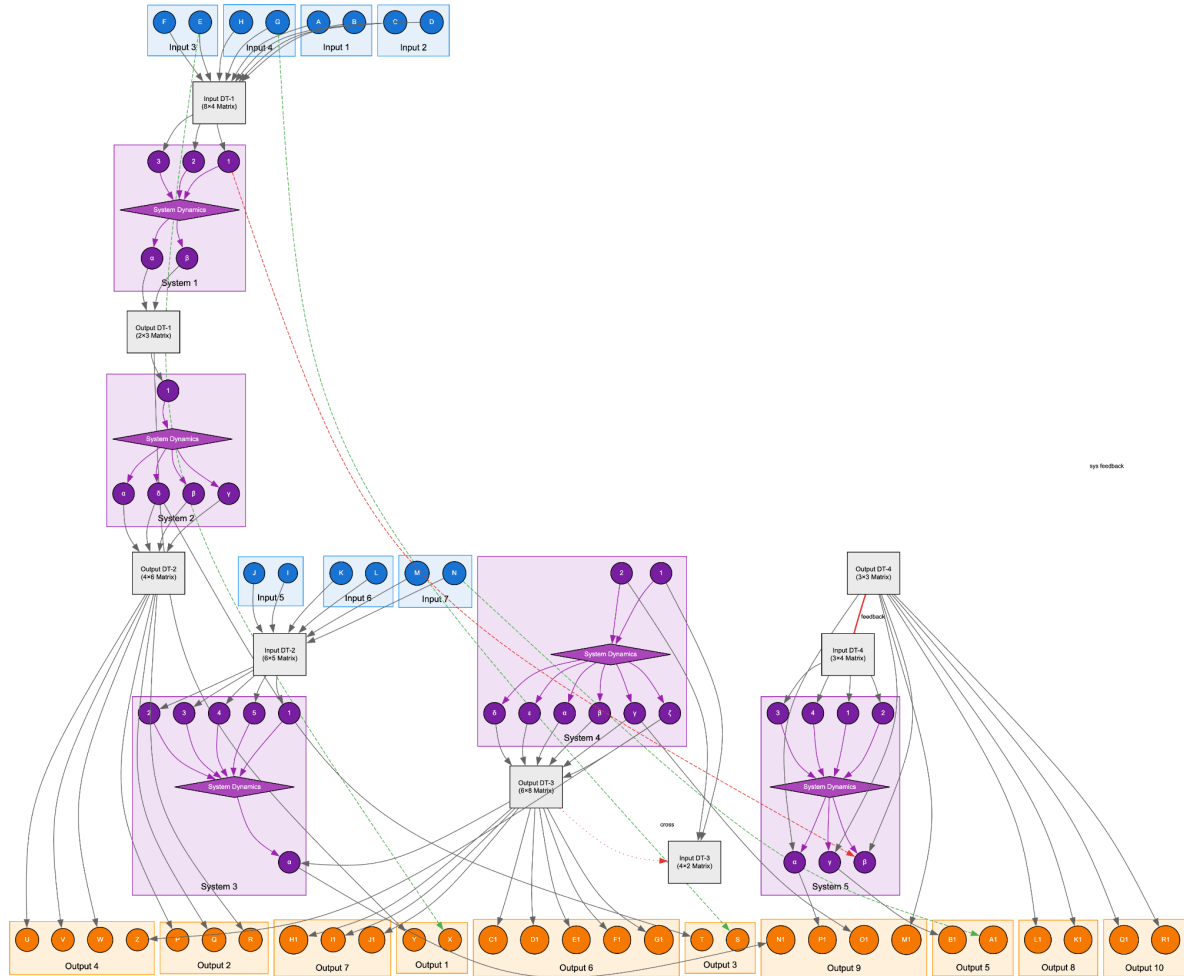 F
E
H
G
A
B
C
D
Input 3
Input 4
Input 1
Input 2
Input DT-1
(8×4 Matrix)
3
2
1
System Dynamics
α
β
System 1
Output DT-1
(2×3 Matrix)
1
System Dynamics
sys feedback
α
δ
β
γ
System 2
Output DT-2
(4×6 Matrix)
J
I
K
L
M
N
Input 5
Input 6
Input 7
2
1
Output DT-4
(3×3 Matrix)
feedback
Input DT-2
(6×5 Matrix)
System Dynamics
Input DT-4
(3×4 Matrix)
2
3
4
5
1
δ
ε
α
β
γ
ζ
System 4
3
4
1
2
System Dynamics
Output DT-3
(6×8 Matrix)
System Dynamics
cross
Input DT-3
(4×2 Matrix)
α
System 3
α
γ
β
System 5
U
V
W
Z
P
Q
R
H1
I1
J1
Y
X
C1
D1
E1
F1
G1
T
S
N1
P1
O1
M1
B1
A1
L1
K1
Q1
R1
Output 4
Output 2
Output 7
Output 1
Output 6
Output 3
Output 9
Output 5
Output 8
Output 10